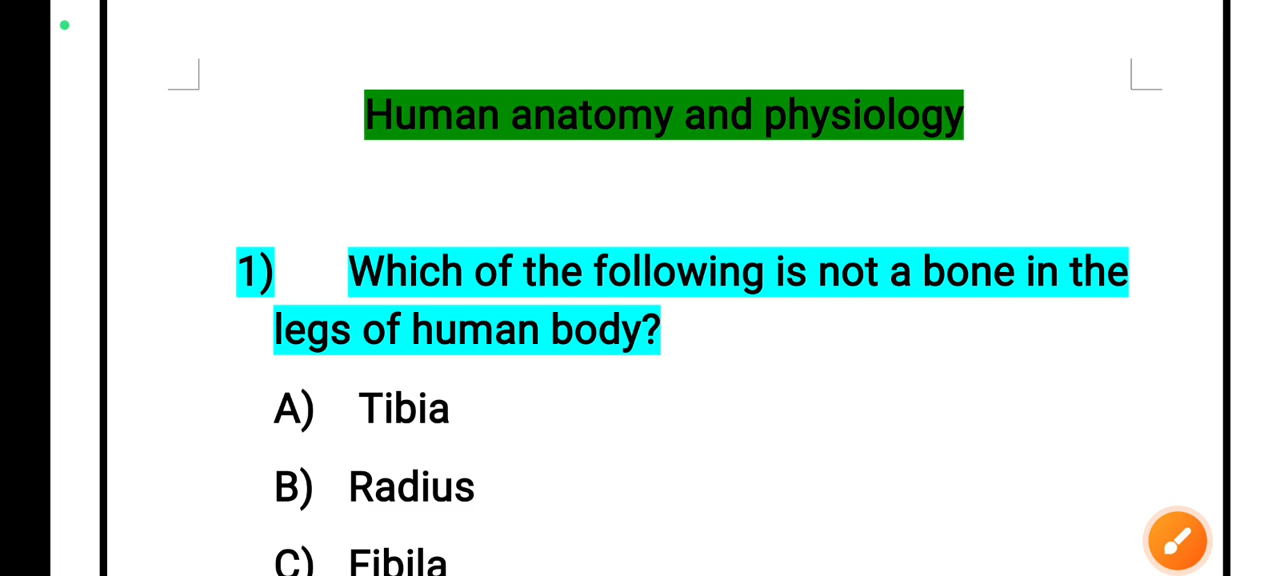 Human anatomy and physiology
1) Which of the following is not a bone in the
legs of human body?
A) Tibia
B) Radius
C) Fibila